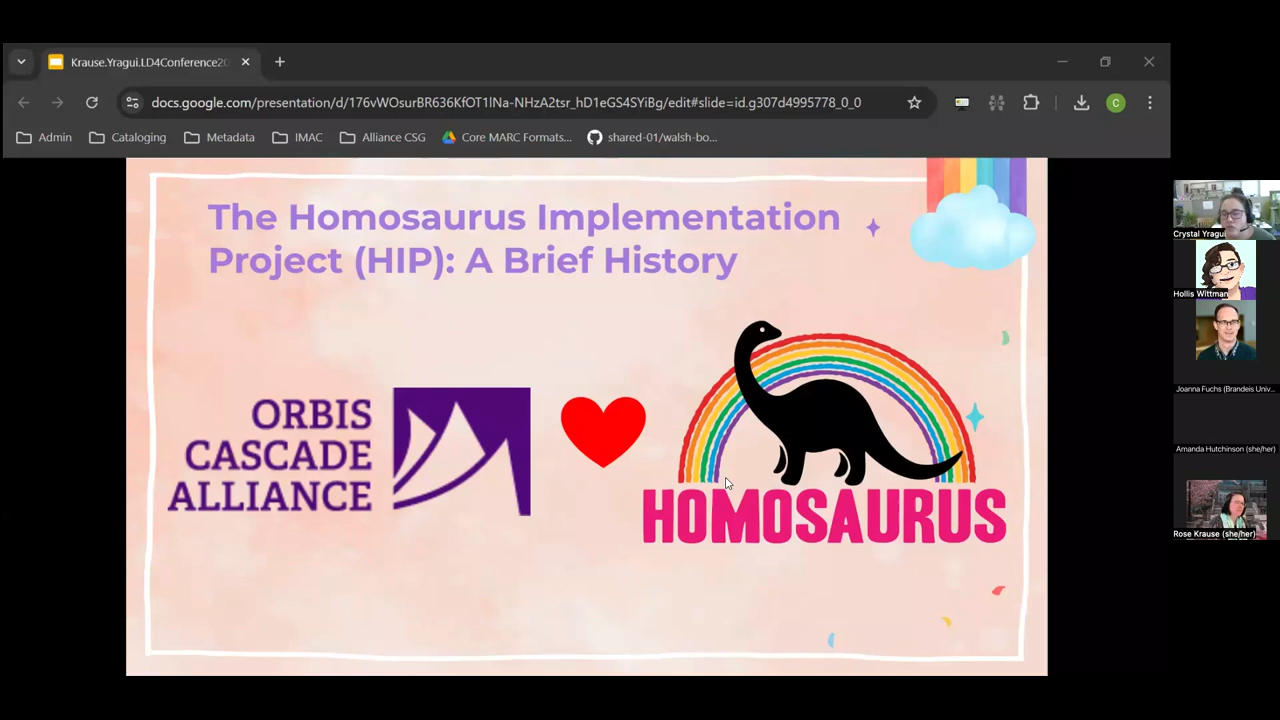 Krause.Yragui.LD4Conference20
docs.google.com/presentation/d/176vWOsurBR636KfOT1lNa-NHzA2tsr_hD1eGS4SYiBg/edit#slide=id.g307d4995778_0_0
C
Admin
Cataloging
Metadata
IMAC
Alliance CSG
Core MARC Formats...
shared-01/walsh-bo...
The Homosaurus Implementation
Project (HIP): A Brief History
ORBIS
CASCADE
ALLIANCE
HOMOSAURUS
Crystal Yragui
Hollis Wittman
Joanna Fuchs (Brandeis Univ...
Amanda Hutchinson (she/her)
Rose Krause (she/her)